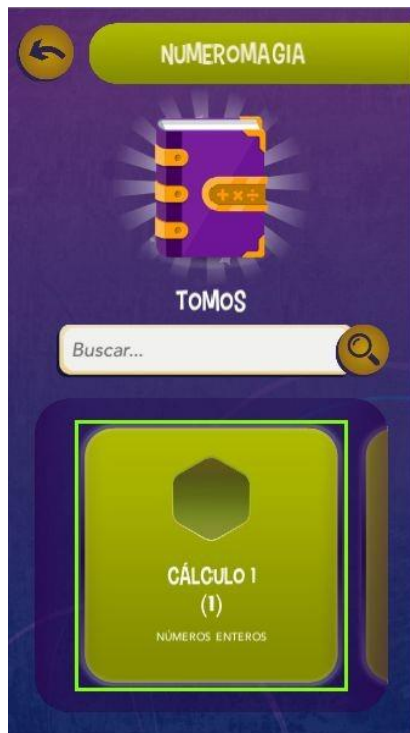 NUMEROMAGIA
+×÷
TOMOS
Buscar...
CÁLCULO 1
(1)
NÚMEROS ENTEROS